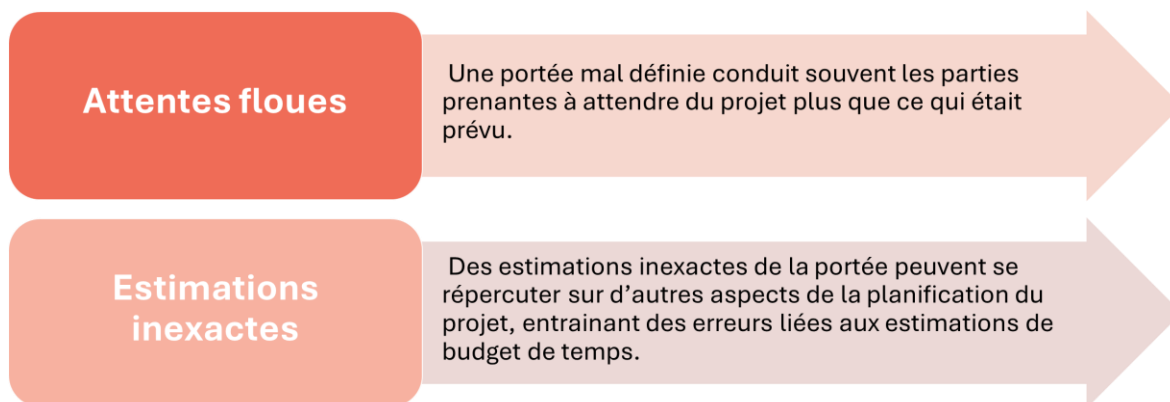 Attentes floues
Une portée mal définie conduit souvent les parties
prenantes à attendre du projet plus que ce qui était
prévu.
Estimations
inexactes
Des estimations inexactes de la portée peuvent se
répercuter sur d’autres aspects de la planification du
projet, entrainant des erreurs liées aux estimations de
budget de temps.